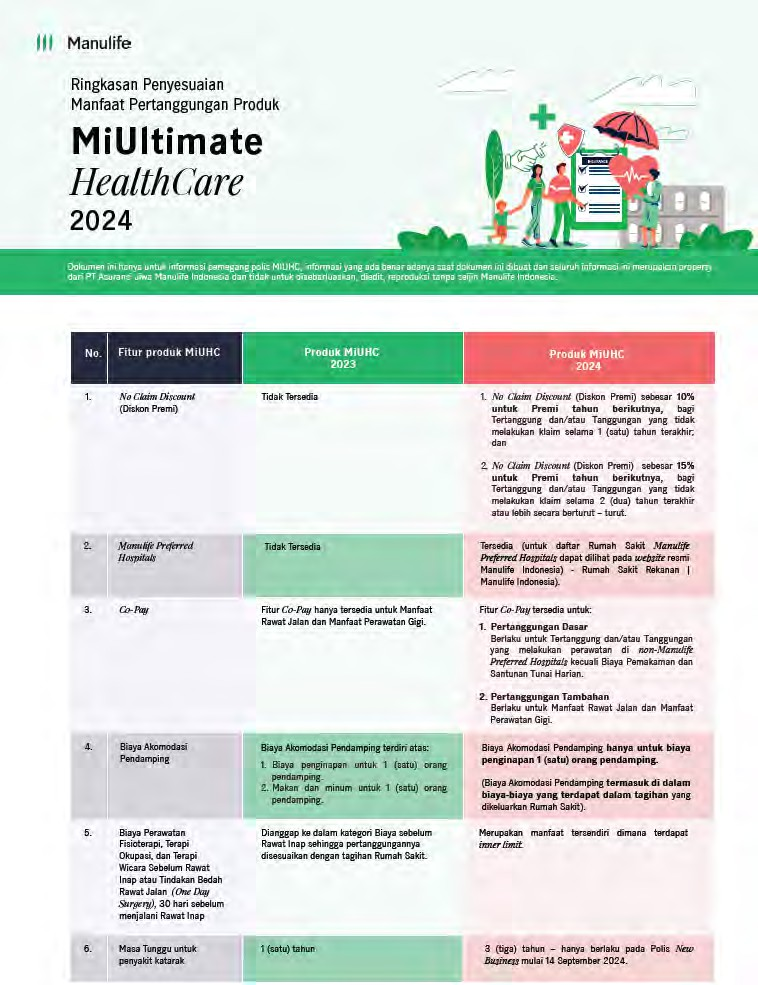 Manulife
Ringkasan Penyesuaian
Manfaat Pertanggungan Produk
MiUltimate
HealthCare
2024
Dokumen ini hanya untuk informasi pemegang polis MiUHC, informasi yang ada benar adanya saat dokumen ini dibuat dan seluruh informasi ini merupakan property
dari PT Asuransi Jiwa Manulife Indonesia dan tidak untuk disebarluaskan, diedit, reproduksi tanpa seijin Manulife Indonesia.
No.
Fitur produk MiUHC
Produk MiUHC
2023
Produk MiUHC
2024
1.
No Claim Discount
(Diskon Premi)
Tidak Tersedia
1. No Claim Discount (Diskon Premi) sebesar 10%
untuk Premi tahun berikutnya, bagi
Tertanggung dan/atau Tanggungan yang tidak
melakukan klaim selama 1 (satu) tahun terakhir;
dan
2. No Claim Discount (Diskon Premi) sebesar 15%
untuk Premi tahun berikutnya, bagi
Tertanggung dan/atau Tanggungan yang tidak
melakukan klaim selama 2 (dua) tahun terakhir
atau lebih secara berturut – turut.
2.
Manulife Preferred
Hospitals
Tidak Tersedia
Tersedia (untuk daftar Rumah Sakit Manulife
Preferred Hospitals dapat dilihat pada website resmi
Manulife Indonesia) - Rumah Sakit Rekanan |
Manulife Indonesia).
3.
Co-Pay
Fitur Co-Pay hanya tersedia untuk Manfaat
Rawat Jalan dan Manfaat Perawatan Gigi.
Fitur Co-Pay tersedia untuk:
1. Pertanggungan Dasar
Berlaku untuk Tertanggung dan/atau Tanggungan
yang melakukan perawatan di non-Manulife
Preferred Hospitals kecuali Biaya Pemakaman dan
Santunan Tunai Harian.
2. Pertanggungan Tambahan
Berlaku untuk Manfaat Rawat Jalan dan Manfaat
Perawatan Gigi.
4.
Biaya Akomodasi
Pendamping
Biaya Akomodasi Pendamping terdiri atas:
1. Biaya penginapan untuk 1 (satu) orang
pendamping.
2. Makan dan minum untuk 1 (satu) orang
pendamping.
Biaya Akomodasi Pendamping hanya untuk biaya
penginapan 1 (satu) orang pendamping.
(Biaya Akomodasi Pendamping termasuk di dalam
biaya-biaya yang terdapat dalam tagihan yang
dikeluarkan Rumah Sakit).
5.
Biaya Perawatan
Fisioterapi, Terapi
Okupasi, dan Terapi
Wicara Sebelum Rawat
Inap atau Tindakan Bedah
Rawat Jalan (One Day
Surgery), 30 hari sebelum
menjalani Rawat Inap
Dianggap ke dalam kategori Biaya sebelum
Rawat Inap sehingga pertanggungannya
disesuaikan dengan tagihan Rumah Sakit.
Merupakan manfaat tersendiri dimana terdapat
inner limit.
6.
Masa Tunggu untuk
penyakit katarak
1 (satu) tahun
3 (tiga) tahun – hanya berlaku pada Polis New
Business mulai 14 September 2024.